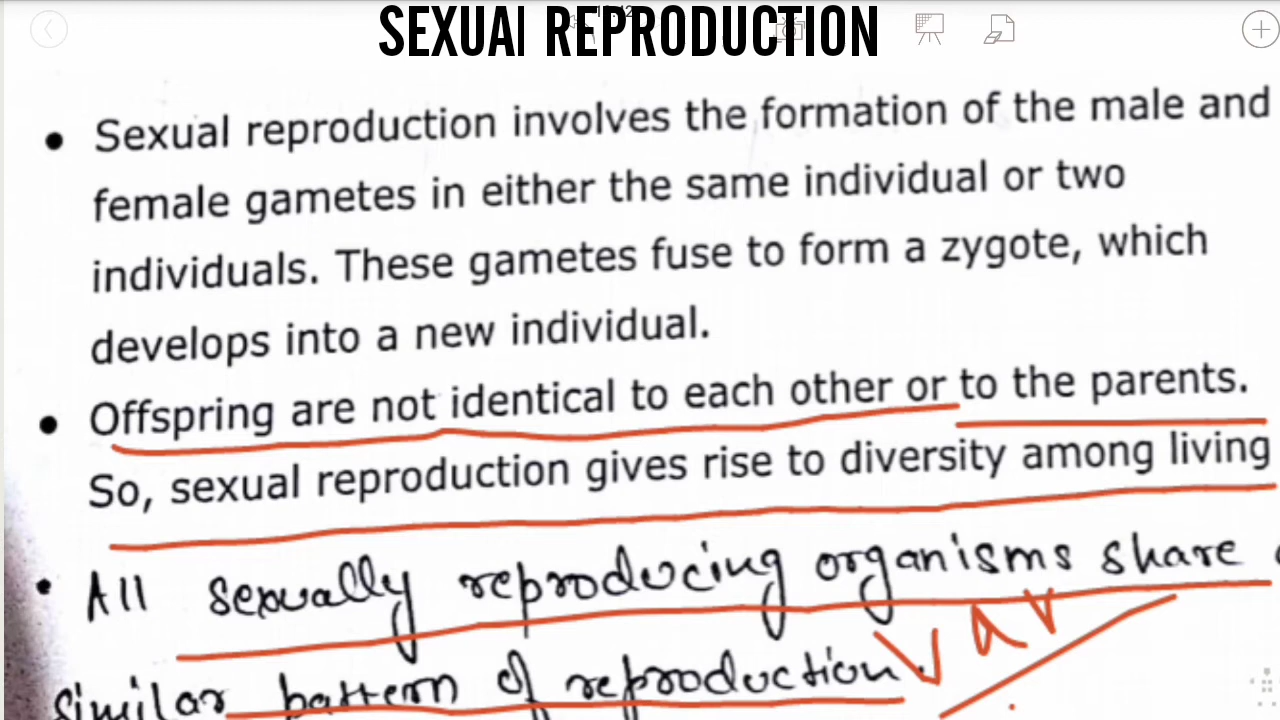 SEXUAl REPRODUCTION
• Sexual reproduction involves the formation of the male and
female gametes in either the same individual or two
individuals. These gametes fuse to form a zygote, which
develops into a new individual.
• Offspring are not identical to each other or to the parents.
So, sexual reproduction gives rise to diversity among living
• All sexually reproducing organisms share
similar pattern of reproduction.
var